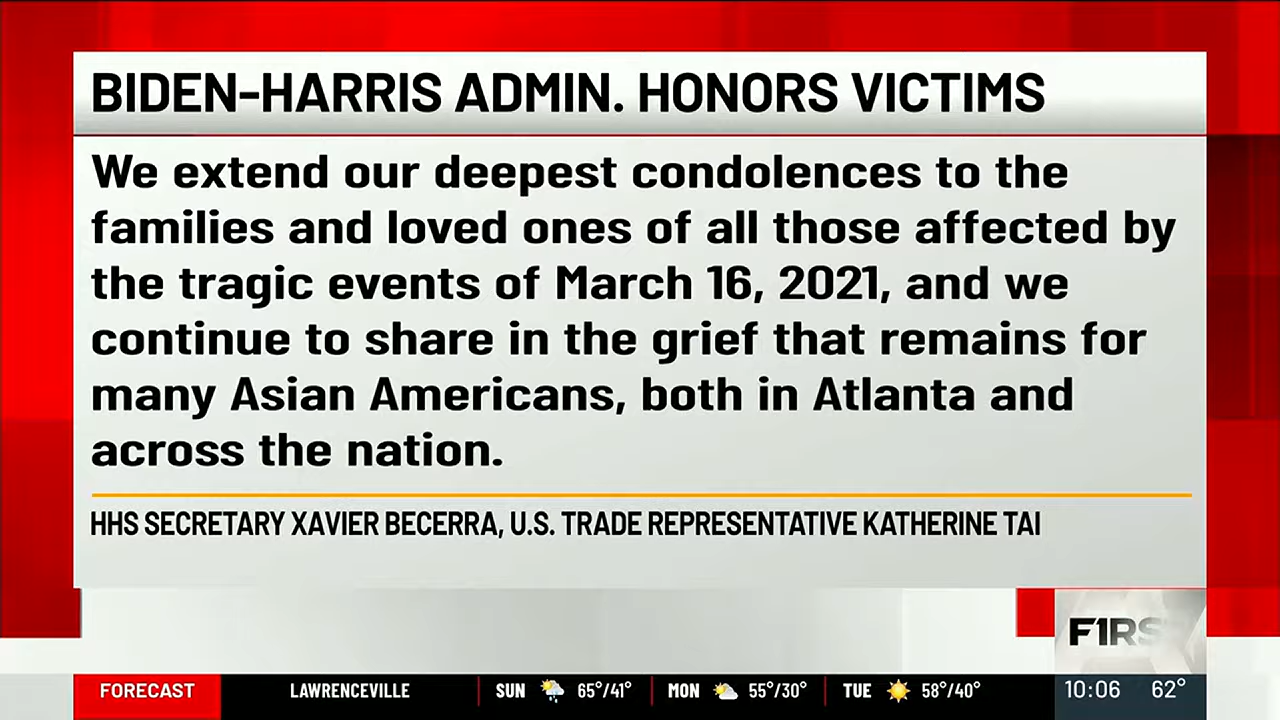 BIDEN-HARRIS ADMIN. HONORS VICTIMS
We extend our deepest condolences to the
families and loved ones of all those affected by
the tragic events of March 16, 2021, and we
continue to share in the grief that remains for
many Asian Americans, both in Atlanta and
across the nation.
HHS SECRETARY XAVIER BECERRA, U.S. TRADE REPRESENTATIVE KATHERINE TAI
F1RS
FORECAST LAWRENCEVILLE SUN 65°/41° MON 55°/30° TUE 58°/40° 10:06 62°